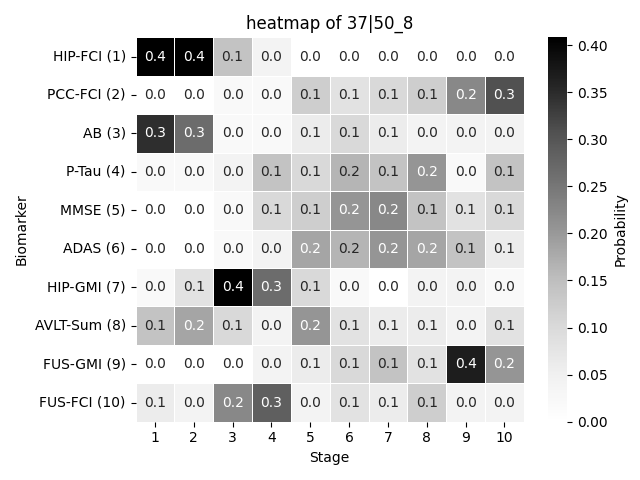 heatmap of 37|50_8
HIP-FCI (1) 0.4 0.4 0.1 0.0 0.0 0.0 0.0 0.0 0.0 0.0
PCC-FCI (2) 0.0 0.0 0.0 0.0 0.1 0.1 0.1 0.1 0.2 0.3
AB (3) 0.3 0.3 0.0 0.0 0.1 0.1 0.1 0.0 0.0 0.0
P-Tau (4) 0.0 0.0 0.0 0.1 0.1 0.2 0.1 0.2 0.0 0.1
MMSE (5) 0.0 0.0 0.0 0.1 0.1 0.2 0.2 0.1 0.1 0.1
ADAS (6) 0.0 0.0 0.0 0.0 0.2 0.2 0.2 0.2 0.1 0.1
HIP-GMI (7) 0.0 0.1 0.4 0.3 0.1 0.0 0.0 0.0 0.0 0.0
AVLT-Sum (8) 0.1 0.2 0.1 0.0 0.2 0.1 0.1 0.1 0.0 0.1
FUS-GMI (9) 0.0 0.0 0.0 0.0 0.1 0.1 0.1 0.1 0.4 0.2
FUS-FCI (10) 0.1 0.0 0.2 0.3 0.0 0.1 0.1 0.1 0.0 0.0
1 2 3 4 5 6 7 8 9 10
Stage
Biomarker
0.40
0.35
0.30
0.25
0.20
0.15
0.10
0.05
0.00
Probability